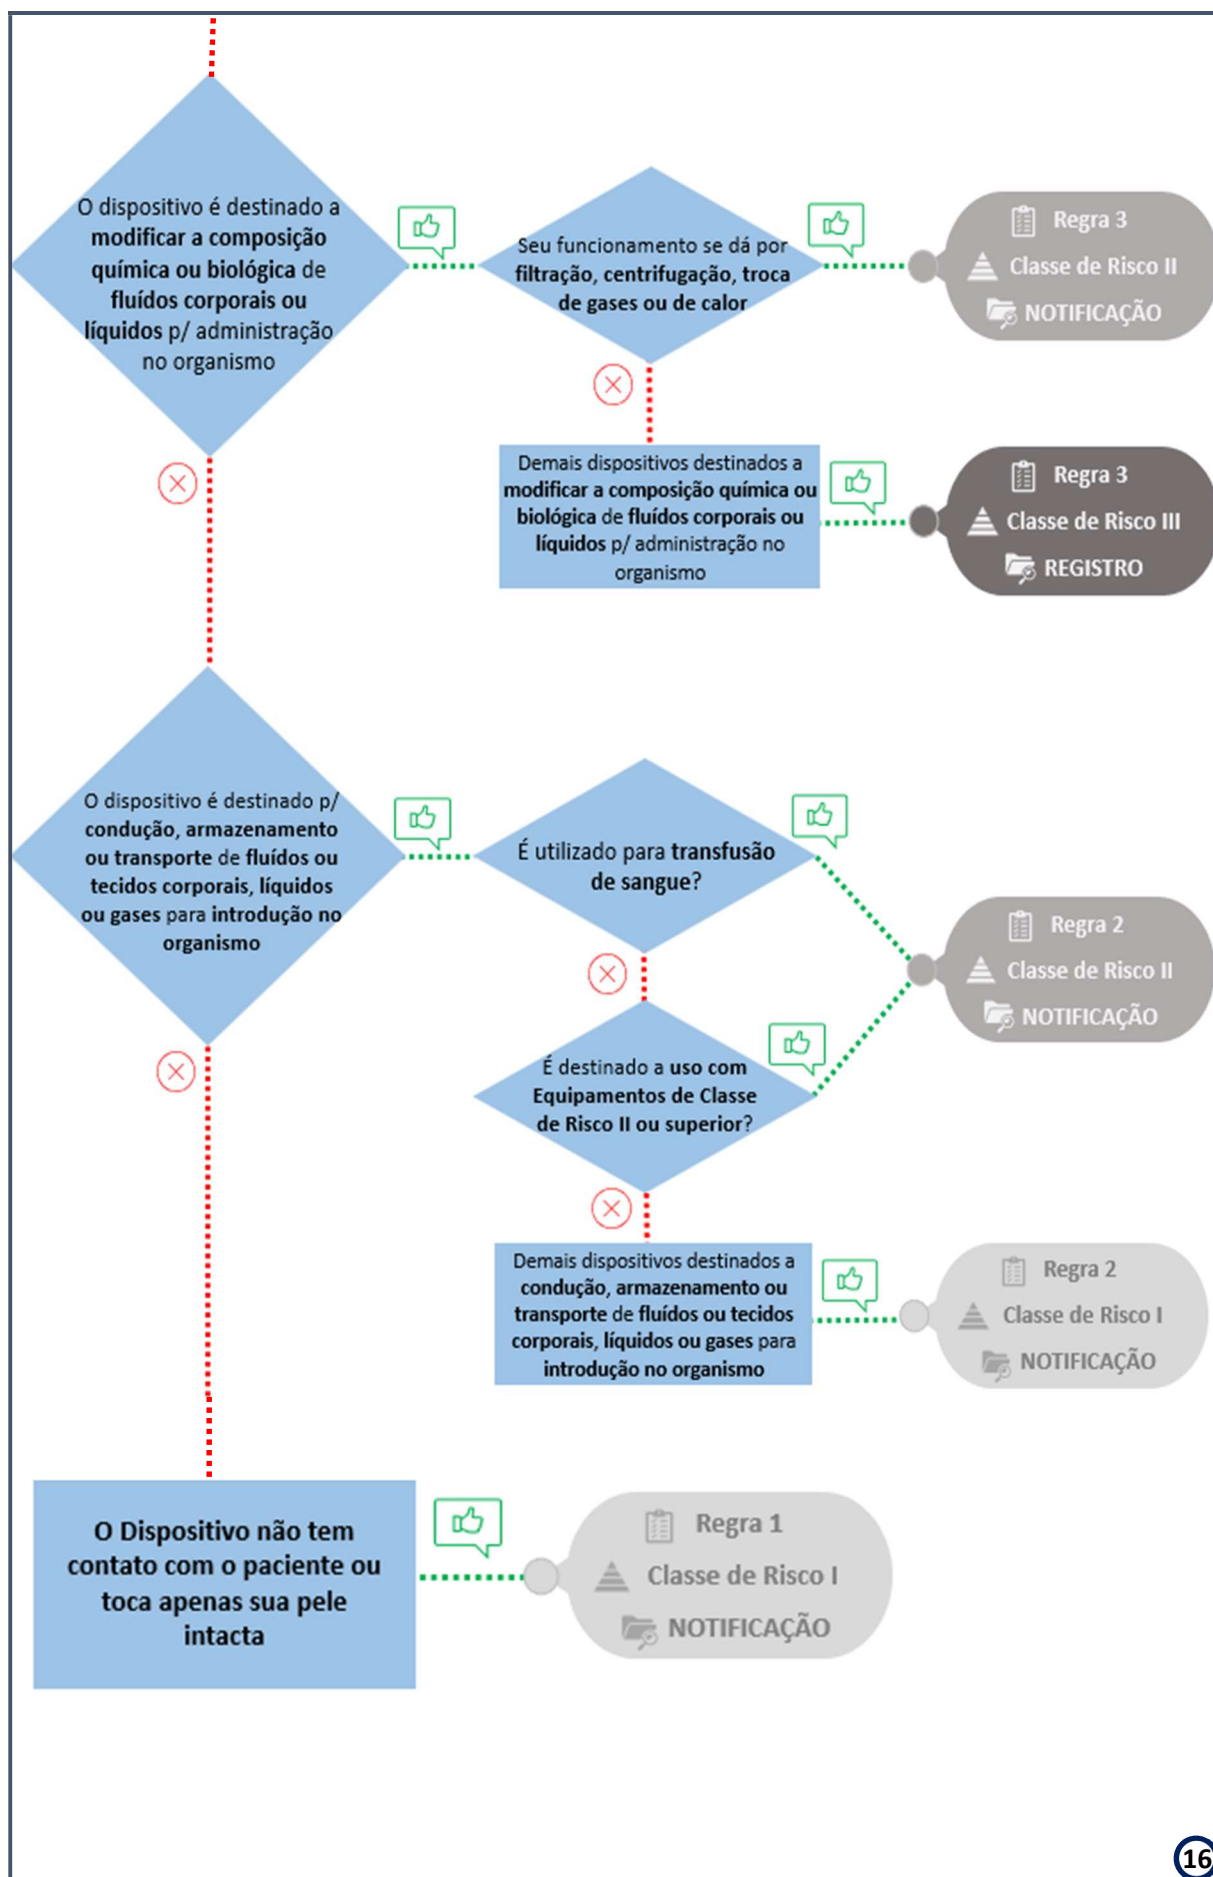 O dispositivo é destinado a
modificar a composição
química ou biológica de
fluídos corporais ou
líquidos p/ administração
no organismo
Seu funcionamento se dá por
filtração, centrifugação, troca
de gases ou de calor
Regra 3
Classe de Risco II
NOTIFICAÇÃO
Demais dispositivos destinados a
modificar a composição química ou
biológica de fluídos corporais ou
líquidos p/ administração no
organismo
Regra 3
Classe de Risco III
REGISTRO
O dispositivo é destinado p/
condução, armazenamento
ou transporte de fluídos ou
tecidos corporais, líquidos
ou gases para introdução no
organismo
É utilizado para transfusão
de sangue?
Regra 2
Classe de Risco II
NOTIFICAÇÃO
É destinado a uso com
Equipamentos de Classe
de Risco II ou superior?
Demais dispositivos destinados a
condução, armazenamento ou
transporte de fluídos ou tecidos
corporais, líquidos ou gases para
introdução no organismo
Regra 2
Classe de Risco I
NOTIFICAÇÃO
O Dispositivo não tem
contato com o paciente ou
toca apenas sua pele
intacta
Regra 1
Classe de Risco I
NOTIFICAÇÃO
16